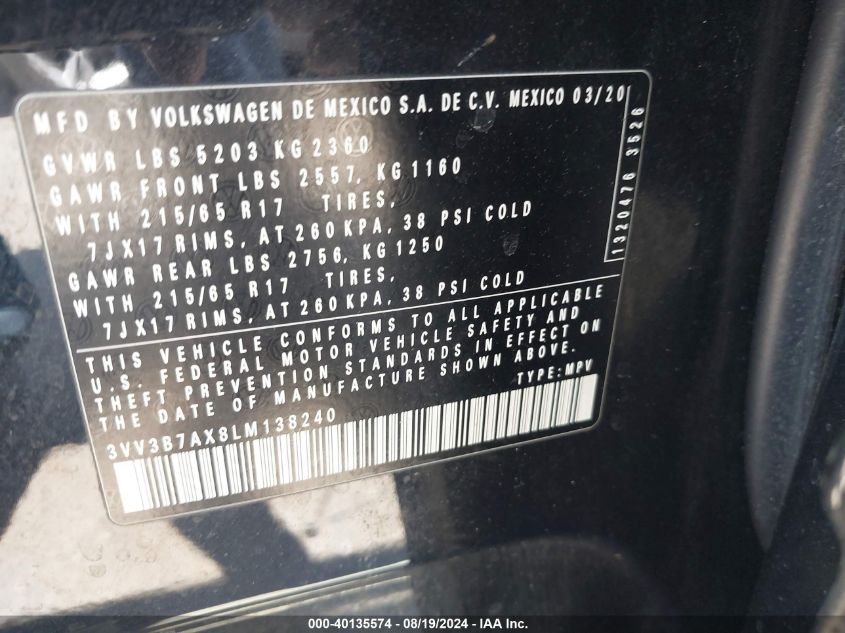 MFD BY VOLKSWAGEN DE MEXICO S.A. DE C.V. MEXICO 03/20
GVWR LBS 5203 KG 2360
GAWR FRONT LBS 2557, KG 1160
WITH 215/65 R17 TIRES,
7JX17 RIMS, AT 260 KPA, 38 PSI COLD
GAWR REAR LBS 2756, KG 1250
WITH 215/65 R17 TIRES,
7JX17 RIMS, AT 260 KPA, 38 PSI COLD
1320476 3526
THIS VEHICLE CONFORMS TO ALL APPLICABLE
U.S. FEDERAL MOTOR VEHICLE SAFETY AND
THEFT PREVENTION STANDARDS IN EFFECT ON
THE DATE OF MANUFACTURE SHOWN ABOVE.
3VV3B7AX8LM138240 TYPE: MPV
000-40135574 - 08/19/2024 - IAA Inc.